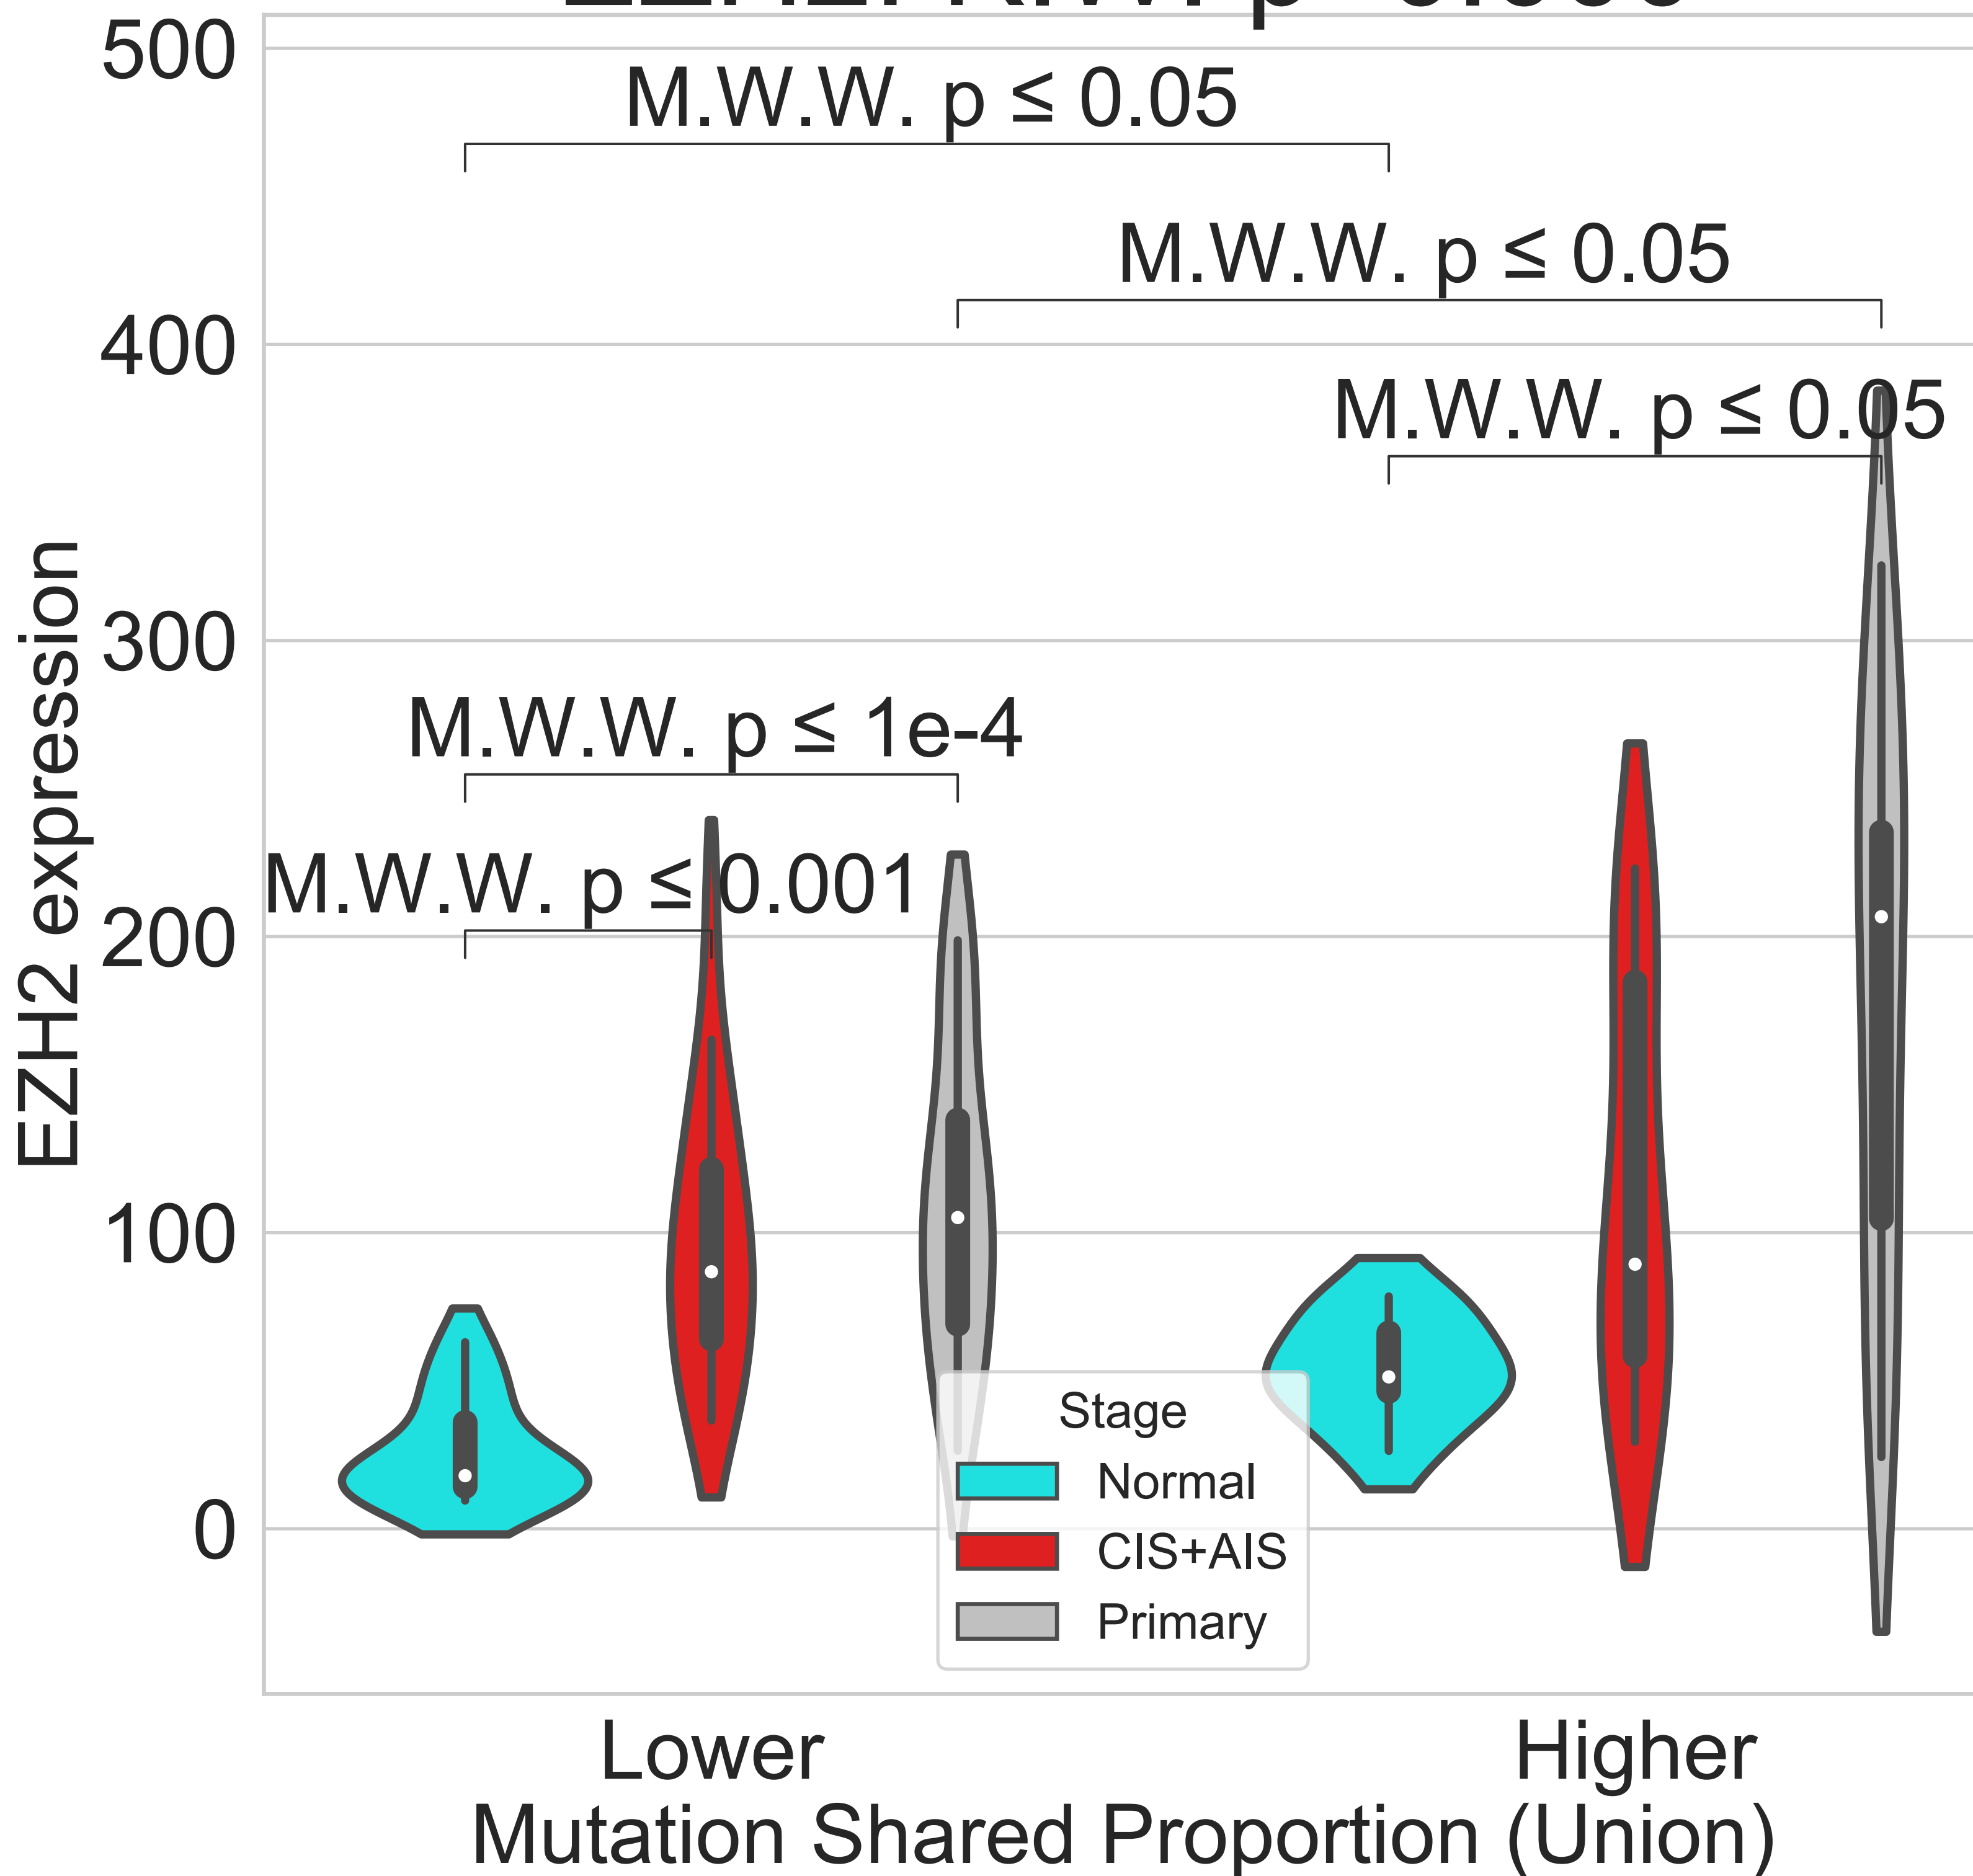 500
M.W.W. p ≤ 0.05
M.W.W. p ≤ 0.05
400
M.W.W. p ≤ 0.05
300
M.W.W. p ≤ 1e-4
M.W.W. p ≤ 0.001
200
EZH2 expression
100
0
Stage
Normal
CIS+AIS
Primary
Lower
Higher
Mutation Shared Proportion (Union)